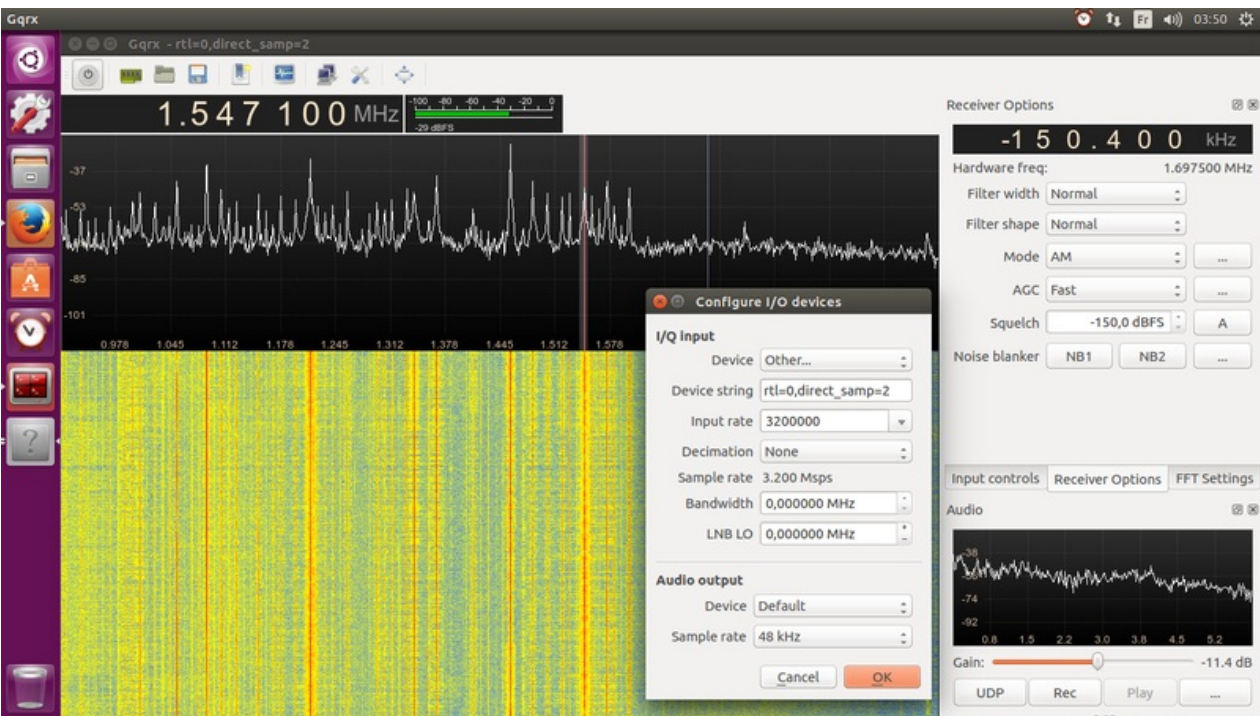 Gqrx
Fr
03:50
Gqrx - rtl=0,direct_samp=2
1.547 100 MHz
-100 -80 -60 -40 -20 0
-29 dBFS
-37
-53
-85
-101
0.978 1.045 1.112 1.178 1.245 1.312 1.378 1.445 1.512 1.578
Configure I/O devices
I/Q input
Device Other...
Device string rtl=0,direct_samp=2
Input rate 3200000
Decimation None
Sample rate 3.200 Msps
Bandwidth 0,000000 MHz
LNB LO 0,000000 MHz
Audio output
Device Default
Sample rate 48 kHz
Cancel OK
Receiver Options
-150.400 kHz
Hardware freq: 1.697500 MHz
Filter width Normal
Filter shape Normal
Mode AM ...
AGC Fast ...
Squelch -150,0 dBFS A
Noise blanker NB1 NB2 ...
Input controls Receiver Options FFT Settings
Audio
-38
-74
-92
0.8 1.5 2.2 3.0 3.8 4.5 5.2
Gain: -11.4 dB
UDP Rec Play ...